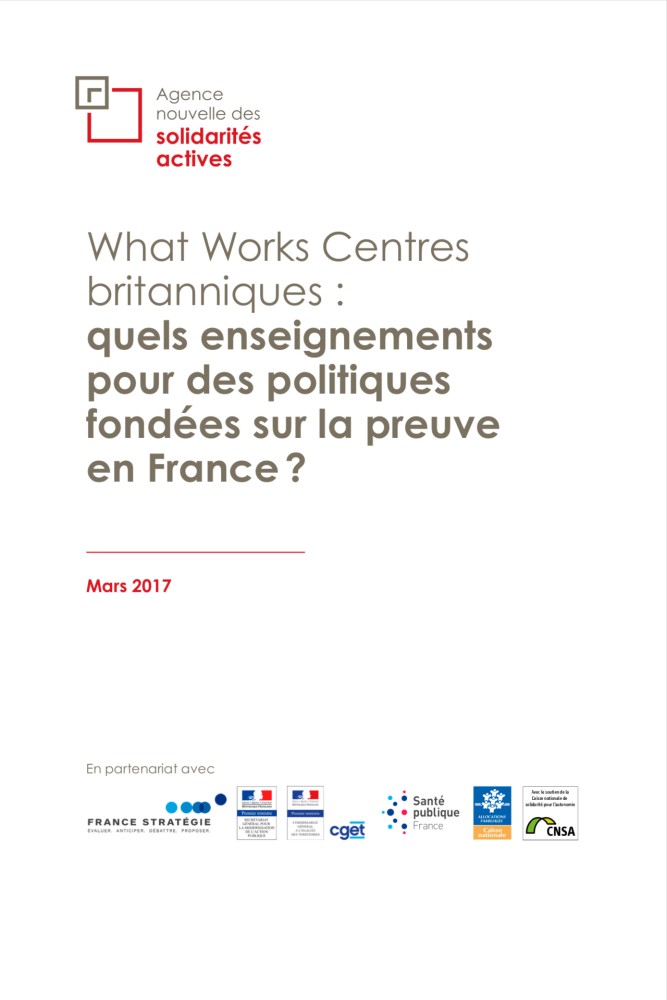 Agence
nouvelle des
solidarités
actives
What Works Centres
britanniques :
quels enseignements
pour des politiques
fondées sur la preuve
en France ?
Mars 2017
En partenariat avec
FRANCE STRATÉGIE
ÉVALUER. ANTICIPER. DÉBATTRE. PROPOSER.
Premier ministre
SECRÉTARIAT
GÉNÉRAL POUR
LA MODERNISATION
DE L'ACTION
PUBLIQUE
Premier ministre
COMMISSARIAT
GÉNÉRAL
À L'ÉGALITÉ
DES TERRITOIRES
cget
Santé
publique
France
ALLOCATIONS
FAMILIALES
Caisse
nationale
Avec le soutien de la
Caisse nationale de
solidarité pour l'autonomie
CNSA